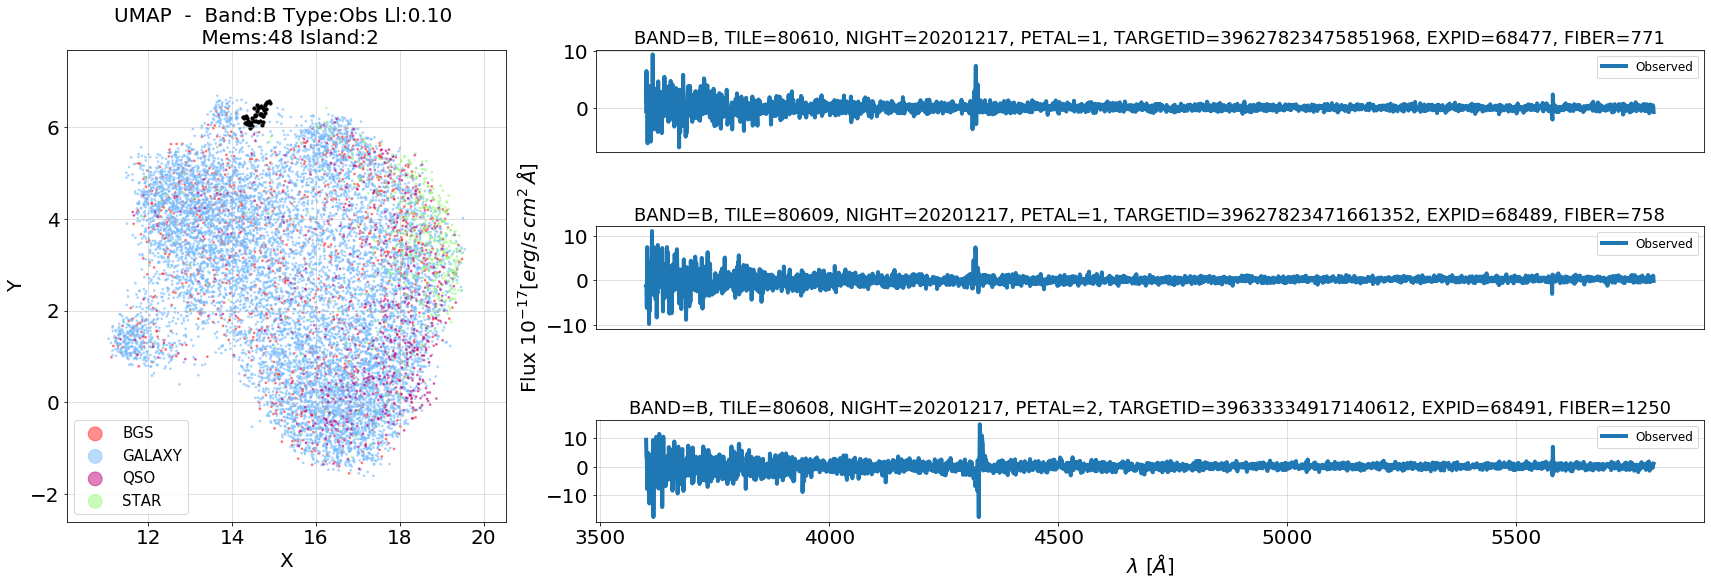 UMAP  -  Band:B Type:Obs Ll:0.10
Mems:48 Island:2
Y
6
4
2
0
−2
12 14 16 18 20
X
BGS
GALAXY
QSO
STAR
Flux 10⁻¹⁷[erg/s cm² Å]
BAND=B, TILE=80610, NIGHT=20201217, PETAL=1, TARGETID=39627823475851968, EXPID=68477, FIBER=771
10
0
Observed
BAND=B, TILE=80609, NIGHT=20201217, PETAL=1, TARGETID=39627823471661352, EXPID=68489, FIBER=758
10
0
−10
Observed
BAND=B, TILE=80608, NIGHT=20201217, PETAL=2, TARGETID=39633334917140612, EXPID=68491, FIBER=1250
10
0
−10
Observed
3500 4000 4500 5000 5500
λ [Å]